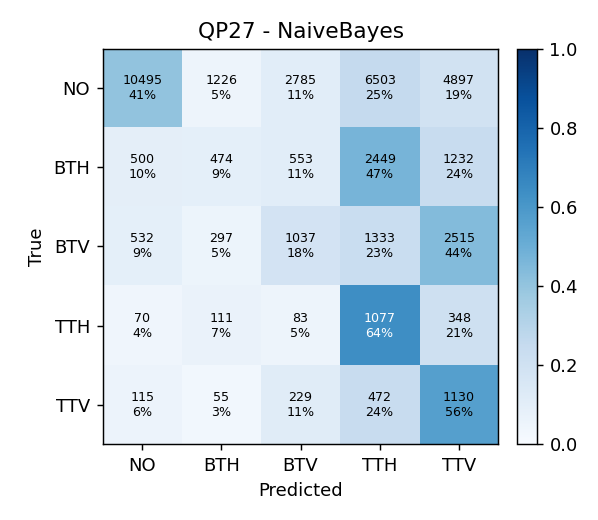 QP27 - NaiveBayes
NO 10495 1226 2785 6503 4897
41% 5% 11% 25% 19%
BTH 500 474 553 2449 1232
10% 9% 11% 47% 24%
BTV 532 297 1037 1333 2515
9% 5% 18% 23% 44%
TTH 70 111 83 1077 348
4% 7% 5% 64% 21%
TTV 115 55 229 472 1130
6% 3% 11% 24% 56%
NO BTH BTV TTH TTV
Predicted
True
1.0
0.8
0.6
0.4
0.2
0.0